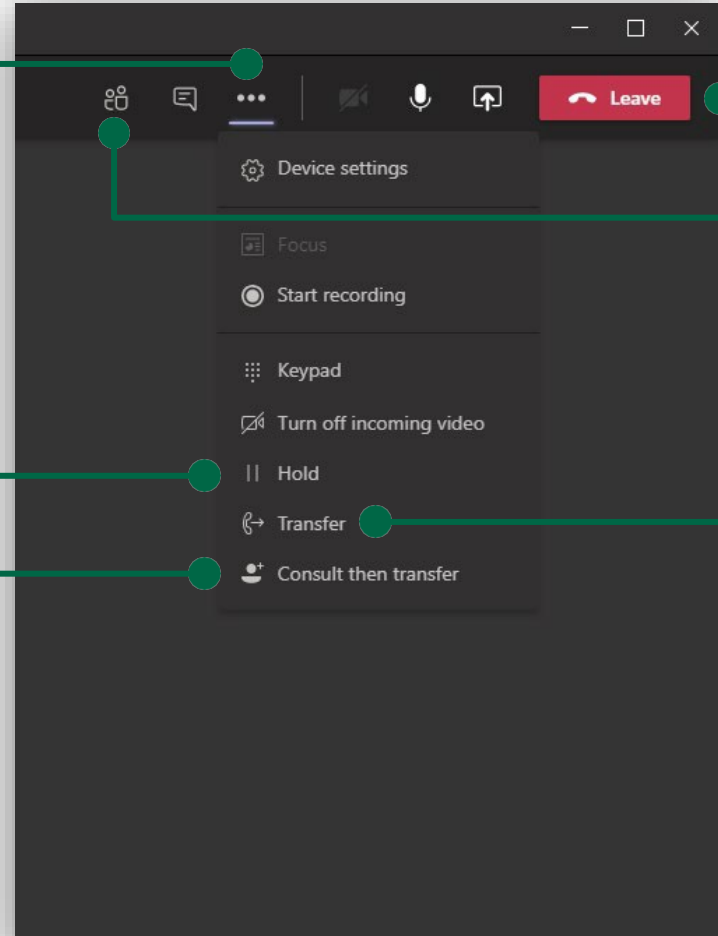 Leave
Device settings
Focus
Start recording
Keypad
Turn off incoming video
Hold
Transfer
Consult then transfer